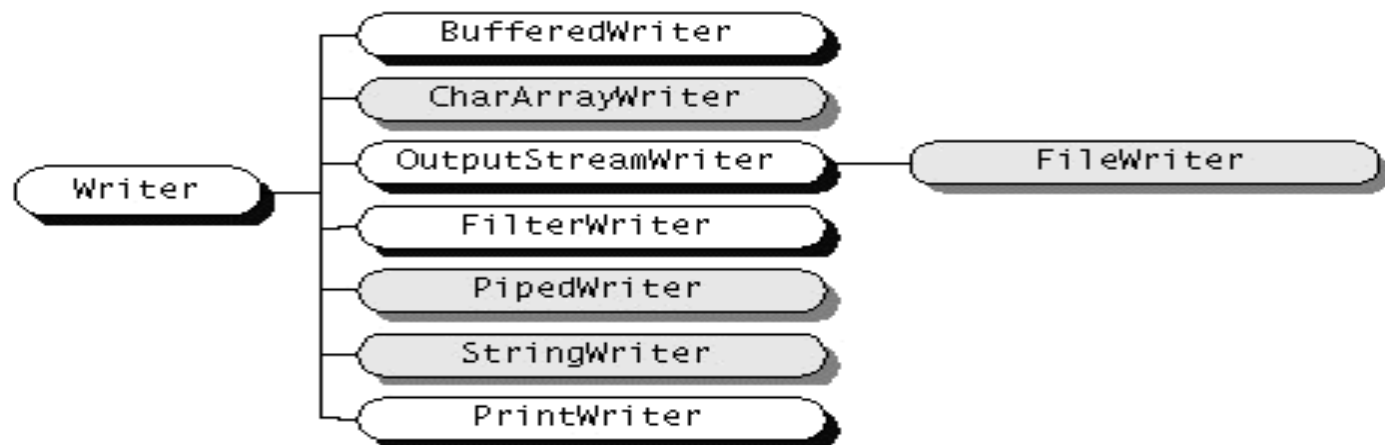 BufferedWriter
CharArrayWriter
OutputStreamWriter
FileWriter
Writer
FilterWriter
PipedWriter
StringWriter
PrintWriter